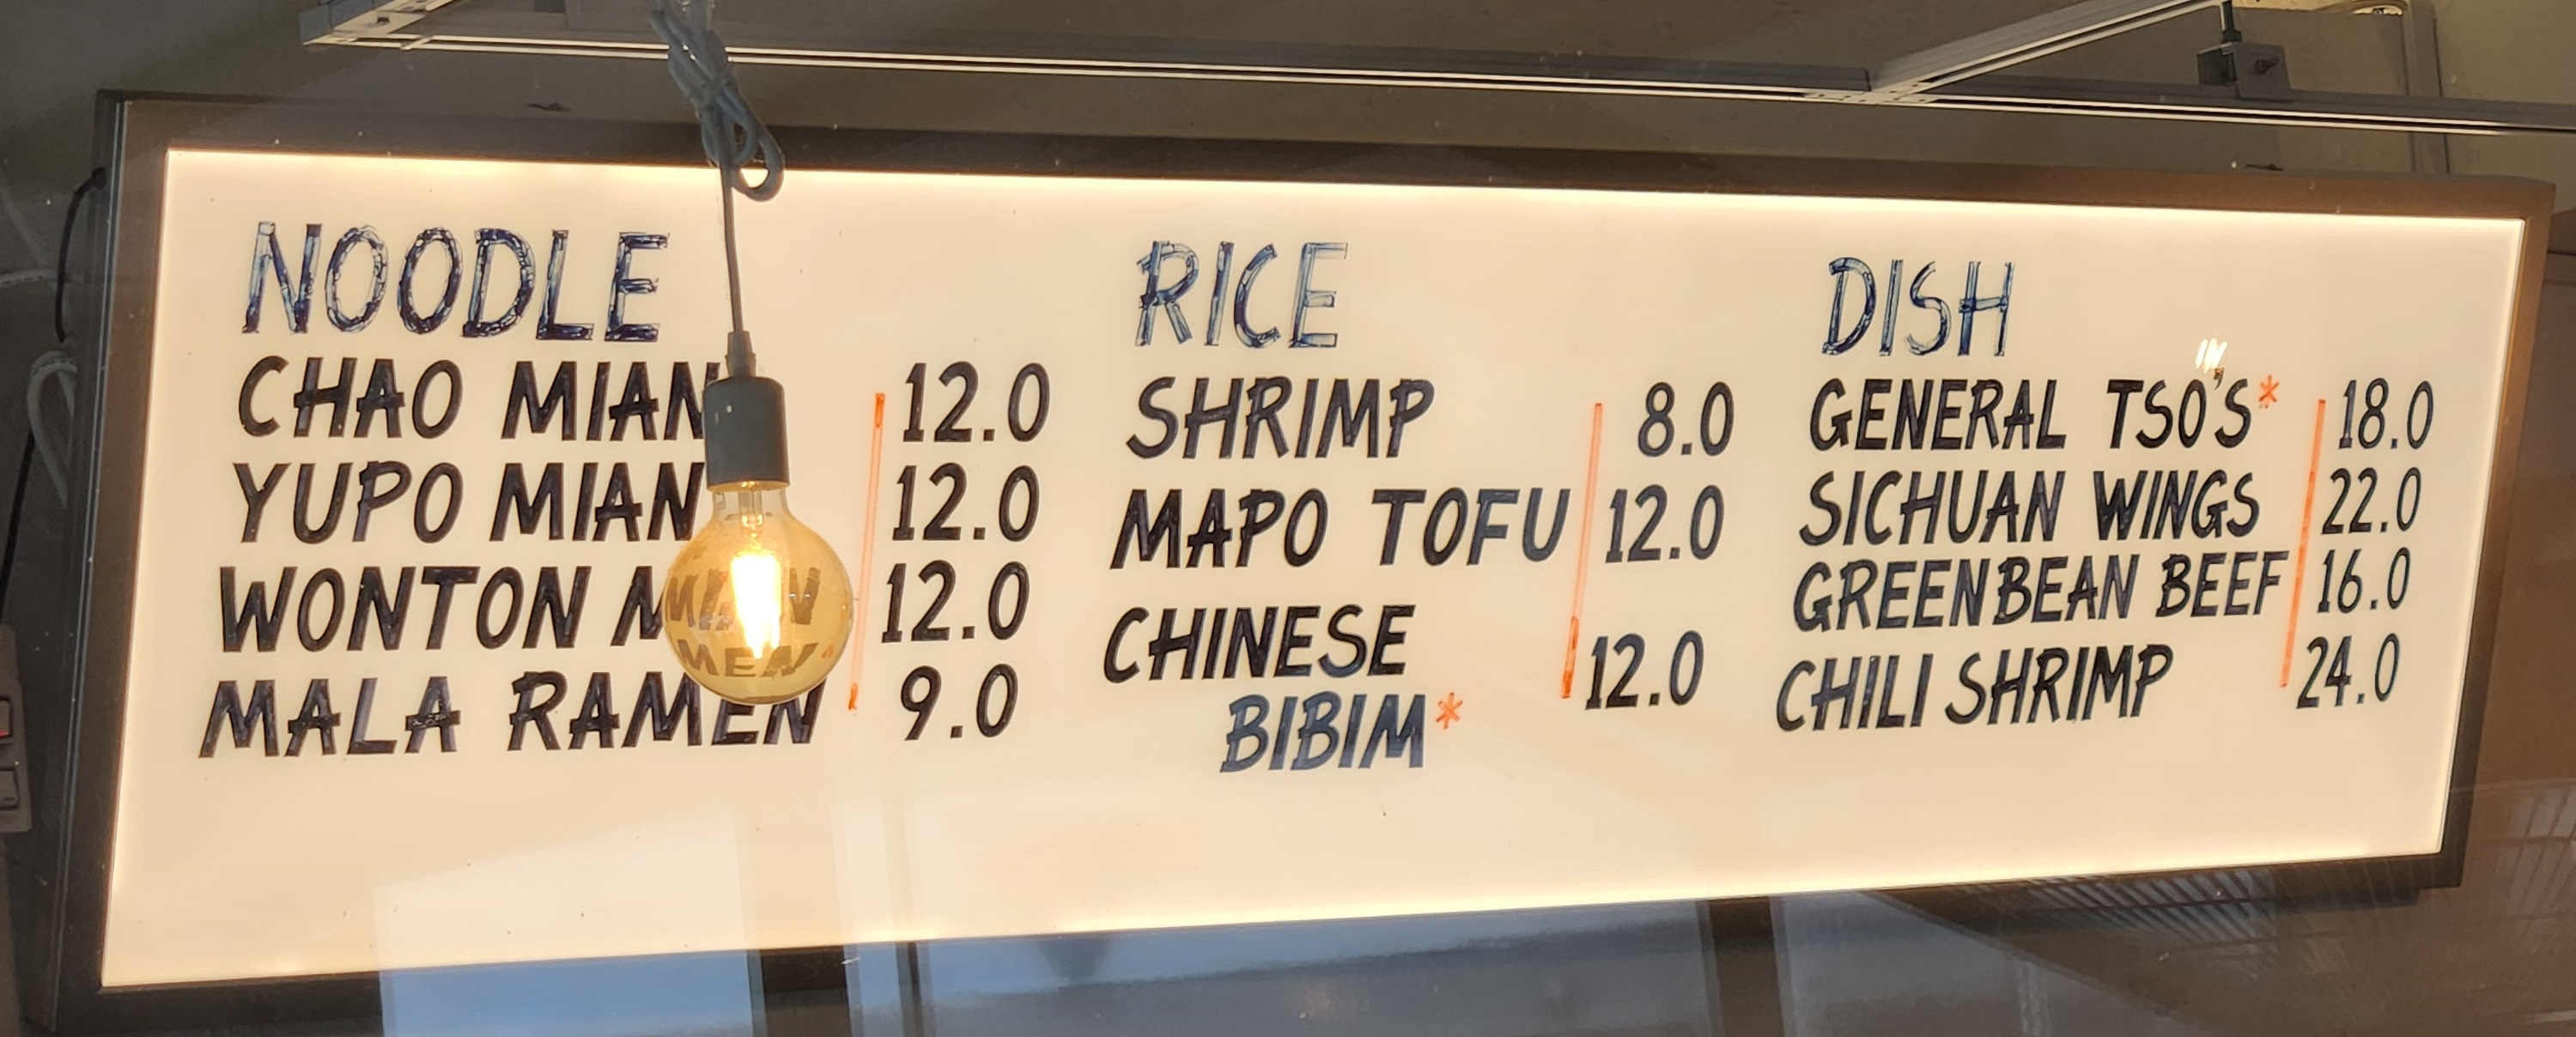 NOODLE
CHAO MIAN 12.0
YUPO MIAN 12.0
WONTON MIAN 12.0
MALA RAMEN 9.0
RICE
SHRIMP 8.0
MAPO TOFU 12.0
CHINESE
BIBIM* 12.0
DISH
GENERAL TSO'S* 18.0
SICHUAN WINGS 22.0
GREENBEAN BEEF 16.0
CHILI SHRIMP 24.0